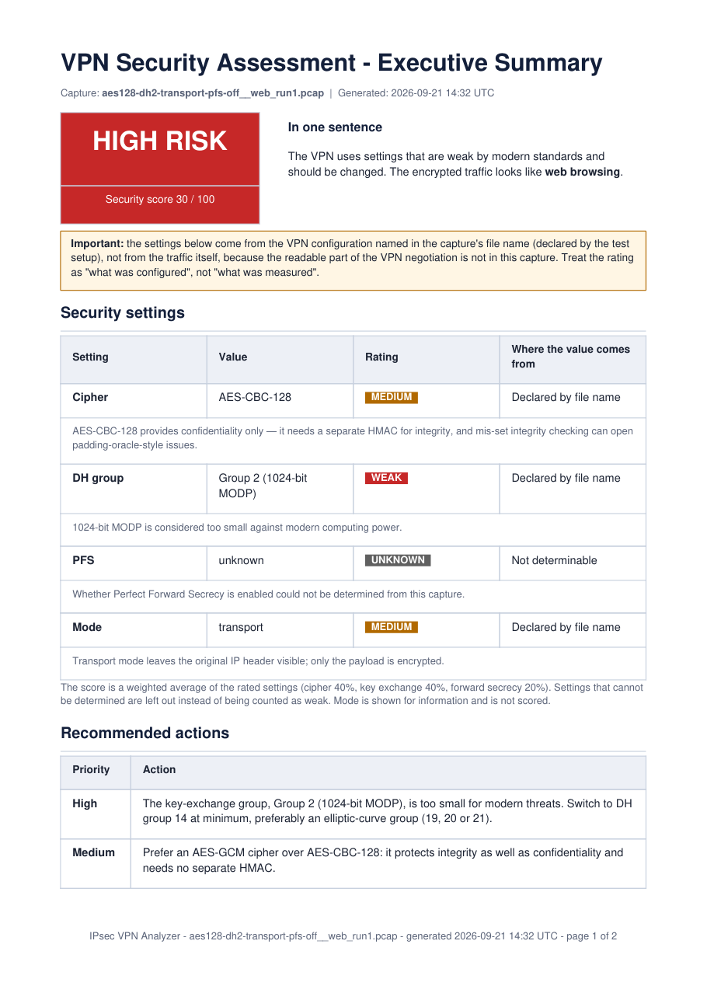 VPN Security Assessment - Executive Summary
Capture: aes128-dh2-transport-pfs-off__web_run1.pcap | Generated: 2026-09-21 14:32 UTC
HIGH RISK
Security score 30 / 100
In one sentence
The VPN uses settings that are weak by modern standards and
should be changed. The encrypted traffic looks like web browsing.
Important: the settings below come from the VPN configuration named in the capture's file name (declared by the test
setup), not from the traffic itself, because the readable part of the VPN negotiation is not in this capture. Treat the rating
as "what was configured", not "what was measured".
Security settings
Setting
Value
Rating
Where the value comes
from
Cipher
AES-CBC-128
MEDIUM
Declared by file name
AES-CBC-128 provides confidentiality only — it needs a separate HMAC for integrity, and mis-set integrity checking can open
padding-oracle-style issues.
DH group
Group 2 (1024-bit
MODP)
WEAK
Declared by file name
1024-bit MODP is considered too small against modern computing power.
PFS
unknown
UNKNOWN
Not determinable
Whether Perfect Forward Secrecy is enabled could not be determined from this capture.
Mode
transport
MEDIUM
Declared by file name
Transport mode leaves the original IP header visible; only the payload is encrypted.
The score is a weighted average of the rated settings (cipher 40%, key exchange 40%, forward secrecy 20%). Settings that cannot
be determined are left out instead of being counted as weak. Mode is shown for information and is not scored.
Recommended actions
Priority
Action
High
The key-exchange group, Group 2 (1024-bit MODP), is too small for modern threats. Switch to DH
group 14 at minimum, preferably an elliptic-curve group (19, 20 or 21).
Medium
Prefer an AES-GCM cipher over AES-CBC-128: it protects integrity as well as confidentiality and
needs no separate HMAC.
IPsec VPN Analyzer - aes128-dh2-transport-pfs-off__web_run1.pcap - generated 2026-09-21 14:32 UTC - page 1 of 2